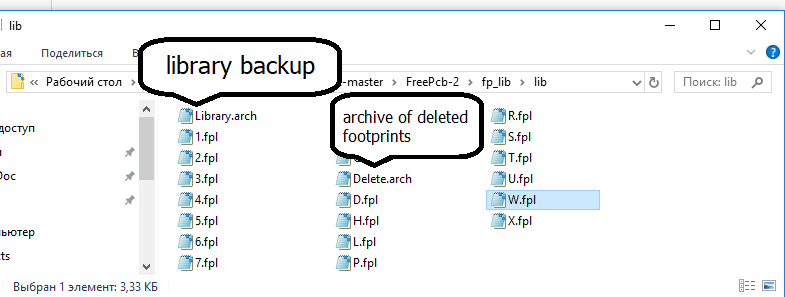 lib
ая
Поделиться
В
library backup
Рабочий стол
-master
FreePcb-2
fp_lib
lib
Поиск: lib
archive of deleted
footprints
доступ
Doc
ьютер
ts
Library.arch
1.fpl
2.fpl
3.fpl
4.fpl
5.fpl
6.fpl
7.fpl
Delete.arch
D.fpl
H.fpl
L.fpl
P.fpl
R.fpl
S.fpl
T.fpl
U.fpl
W.fpl
X.fpl
Выбран 1 элемент: 3,33 КБ